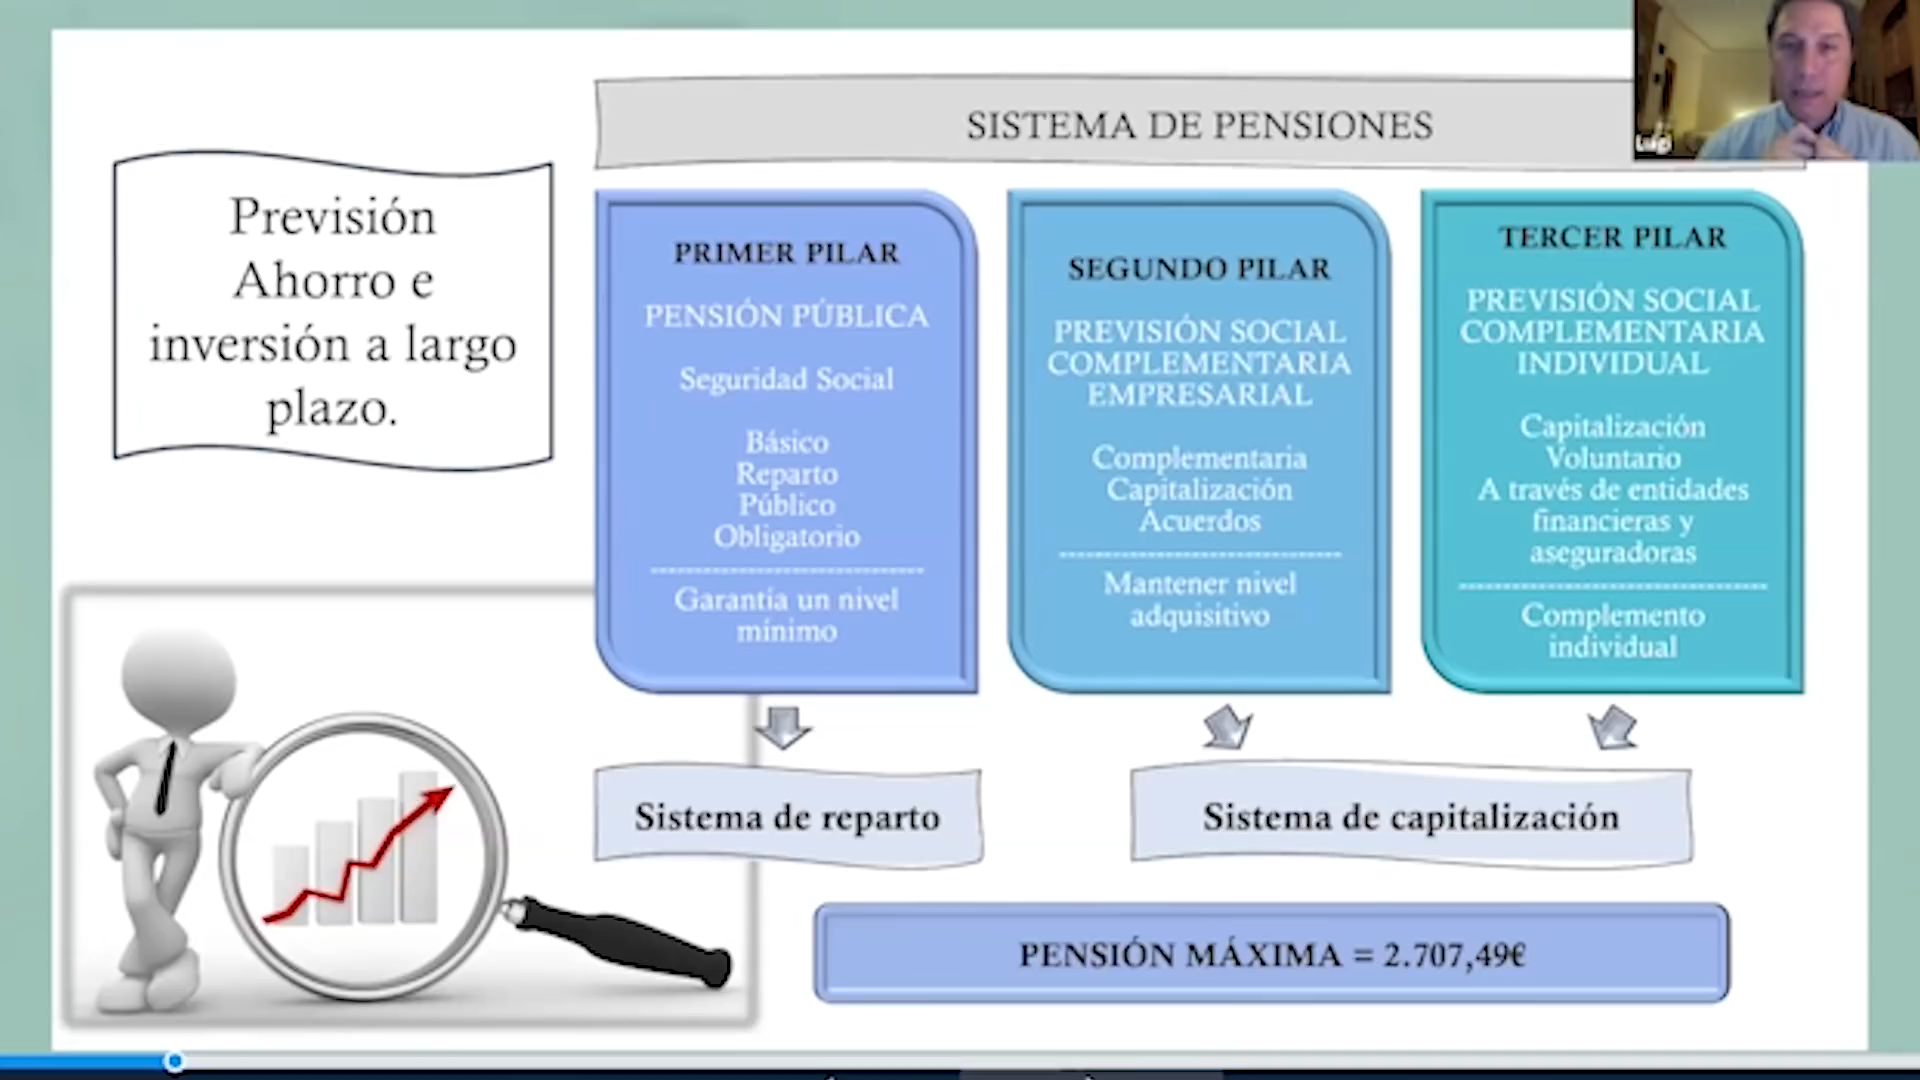 SISTEMA DE PENSIONES
Luigi
Previsión
Ahorro e
inversión a largo
plazo.
PRIMER PILAR
PENSIÓN PÚBLICA
Seguridad Social
Básico
Reparto
Público
Obligatorio
Garantía un nivel
mínimo
SEGUNDO PILAR
PREVISIÓN SOCIAL
COMPLEMENTARIA
EMPRESARIAL
Complementaria
Capitalización
Acuerdos
Mantener nivel
adquisitivo
TERCER PILAR
PREVISIÓN SOCIAL
COMPLEMENTARIA
INDIVIDUAL
Capitalización
Voluntario
A través de entidades
financieras y
aseguradoras
Complemento
individual
Sistema de reparto
Sistema de capitalización
PENSIÓN MÁXIMA = 2.707,49€